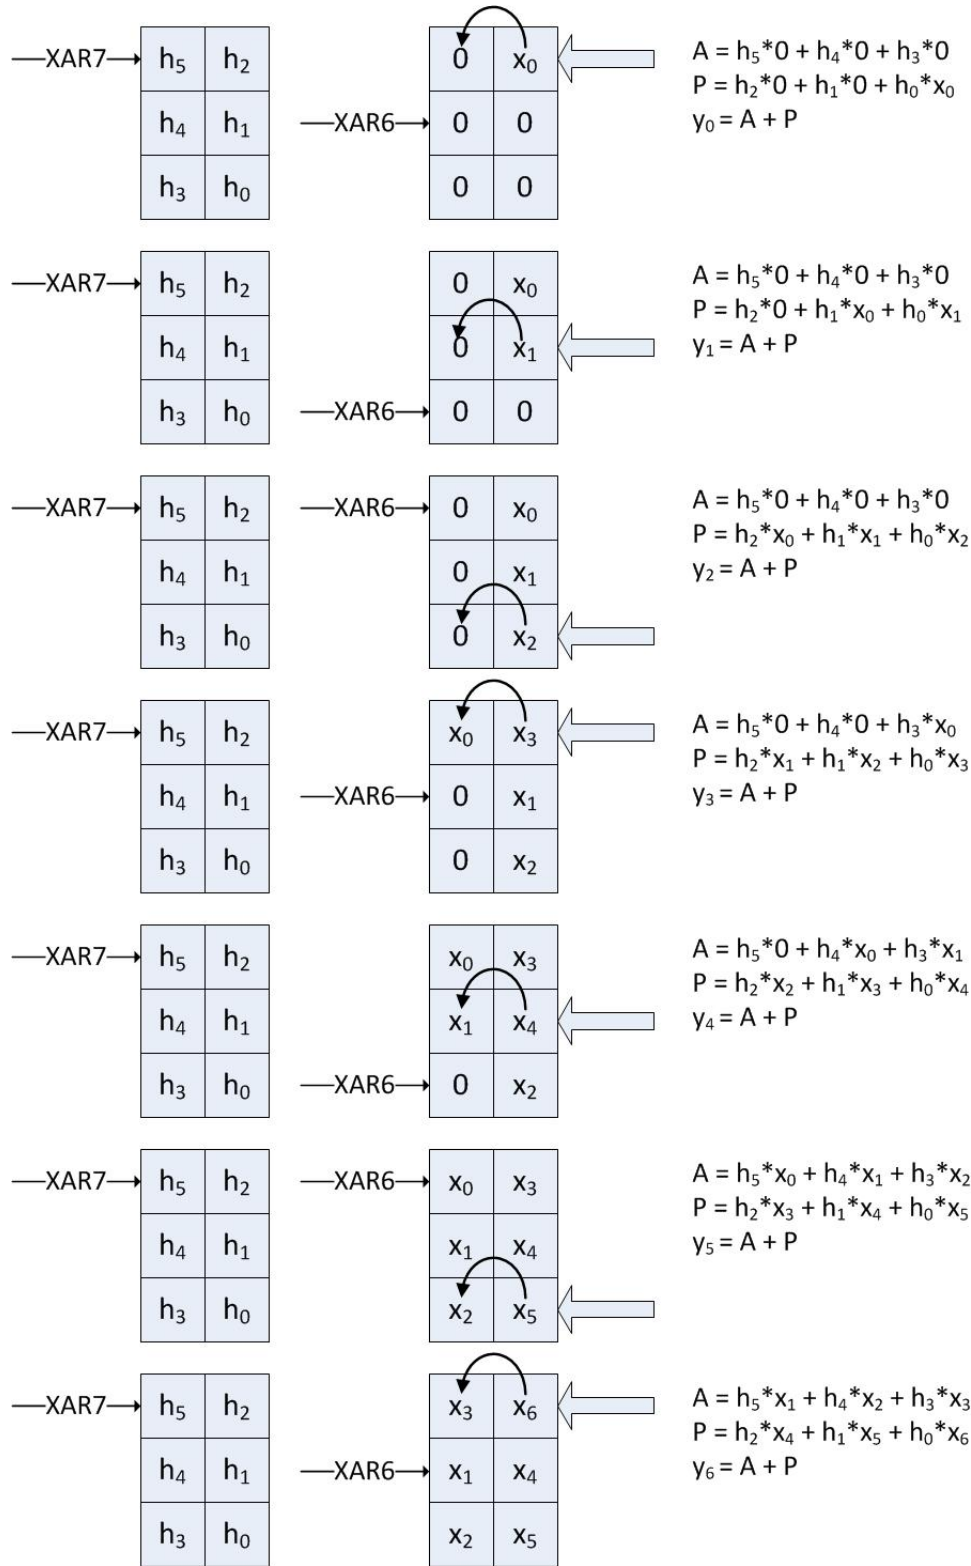 XAR7 h₅ h₂ 0 x₀ A = h₅*0 + h₄*0 + h₃*0
P = h₂*0 + h₁*0 + h₀*x₀
h₄ h₁ XAR6 0 0 y₀ = A + P
h₃ h₀ 0 0
XAR7 h₅ h₂ 0 x₀ A = h₅*0 + h₄*0 + h₃*0
P = h₂*0 + h₁*x₀ + h₀*x₁
h₄ h₁ 0 x₁ y₁ = A + P
h₃ h₀ XAR6 0 0
XAR7 h₅ h₂ XAR6 0 x₀ A = h₅*0 + h₄*0 + h₃*0
P = h₂*x₀ + h₁*x₁ + h₀*x₂
h₄ h₁ 0 x₁ y₂ = A + P
h₃ h₀ 0 x₂
XAR7 h₅ h₂ x₀ x₃ A = h₅*0 + h₄*0 + h₃*x₀
P = h₂*x₁ + h₁*x₂ + h₀*x₃
h₄ h₁ XAR6 0 x₁ y₃ = A + P
h₃ h₀ 0 x₂
XAR7 h₅ h₂ x₀ x₃ A = h₅*0 + h₄*x₀ + h₃*x₁
P = h₂*x₂ + h₁*x₃ + h₀*x₄
h₄ h₁ x₁ x₄ y₄ = A + P
h₃ h₀ XAR6 0 x₂
XAR7 h₅ h₂ XAR6 x₀ x₃ A = h₅*x₀ + h₄*x₁ + h₃*x₂
P = h₂*x₃ + h₁*x₄ + h₀*x₅
h₄ h₁ x₁ x₄ y₅ = A + P
h₃ h₀ x₂ x₅
XAR7 h₅ h₂ x₃ x₆ A = h₅*x₁ + h₄*x₂ + h₃*x₃
P = h₂*x₄ + h₁*x₅ + h₀*x₆
h₄ h₁ XAR6 x₁ x₄ y₆ = A + P
h₃ h₀ x₂ x₅